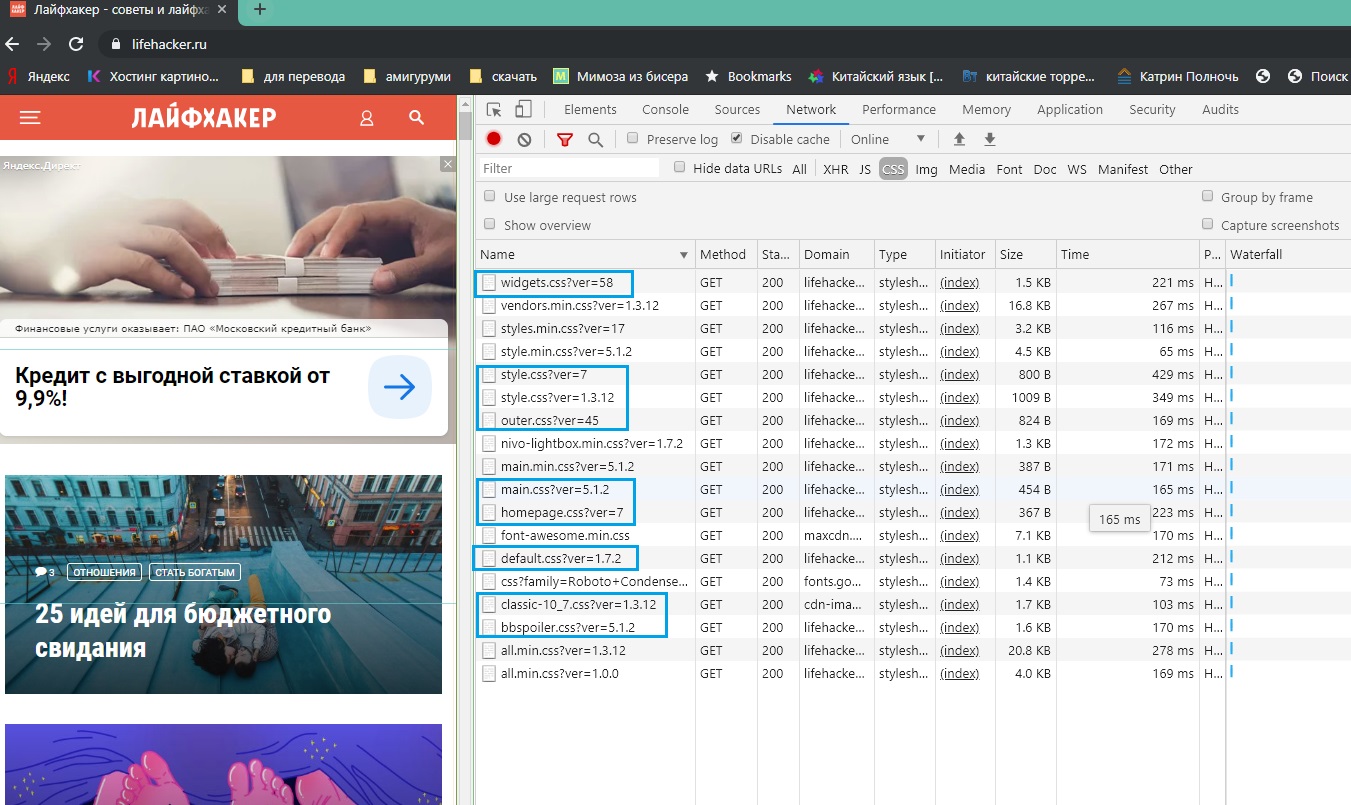 ЛАЙФ ХАКЕР Лайфхакер - советы и лайфха
lifehacker.ru
Я Яндекс Хостинг картино... для перевода амигуруми скачать M Мимоза из бисера Bookmarks Китайский язык [... Вт китайские торре... Катрин Полночь Поиск
ЛАЙФХАКЕР
Яндекс.Директ
Финансовые услуги оказывает: ПАО «Московский кредитный банк»
Кредит с выгодной ставкой от
9,9%!
3 ОТНОШЕНИЯ СТАТЬ БОГАТЫМ
25 идей для бюджетного
свидания
Elements Console Sources Network Performance Memory Application Security Audits
Preserve log Disable cache Online
Filter Hide data URLs All XHR JS CSS Img Media Font Doc WS Manifest Other
Use large request rows Group by frame
Show overview Capture screenshots
Name Method Sta... Domain Type Initiator Size Time P... Waterfall
widgets.css?ver=58 GET 200 lifehacke... stylesh... (index) 1.5 KB 221 ms H...
vendors.min.css?ver=1.3.12 GET 200 lifehacke... stylesh... (index) 16.8 KB 267 ms H...
styles.min.css?ver=17 GET 200 lifehacke... stylesh... (index) 3.2 KB 116 ms H...
style.min.css?ver=5.1.2 GET 200 lifehacke... stylesh... (index) 4.5 KB 65 ms H...
style.css?ver=7 GET 200 lifehacke... stylesh... (index) 800 B 429 ms H...
style.css?ver=1.3.12 GET 200 lifehacke... stylesh... (index) 1009 B 349 ms H...
outer.css?ver=45 GET 200 lifehacke... stylesh... (index) 824 B 169 ms H...
nivo-lightbox.min.css?ver=1.7.2 GET 200 lifehacke... stylesh... (index) 1.3 KB 172 ms H...
main.min.css?ver=5.1.2 GET 200 lifehacke... stylesh... (index) 387 B 171 ms H...
main.css?ver=5.1.2 GET 200 lifehacke... stylesh... (index) 454 B 165 ms H...
homepage.css?ver=7 GET 200 lifehacke... stylesh... (index) 367 B 223 ms H...
165 ms
font-awesome.min.css GET 200 maxcdn.... stylesh... (index) 7.1 KB 170 ms H...
default.css?ver=1.7.2 GET 200 lifehacke... stylesh... (index) 1.1 KB 212 ms H...
css?family=Roboto+Condense... GET 200 fonts.go... stylesh... (index) 1.4 KB 73 ms H...
classic-10_7.css?ver=1.3.12 GET 200 cdn-ima... stylesh... (index) 1.7 KB 103 ms H...
bbspoiler.css?ver=5.1.2 GET 200 lifehacke... stylesh... (index) 1.6 KB 170 ms H...
all.min.css?ver=1.3.12 GET 200 lifehacke... stylesh... (index) 20.8 KB 278 ms H...
all.min.css?ver=1.0.0 GET 200 lifehacke... stylesh... (index) 4.0 KB 169 ms H...